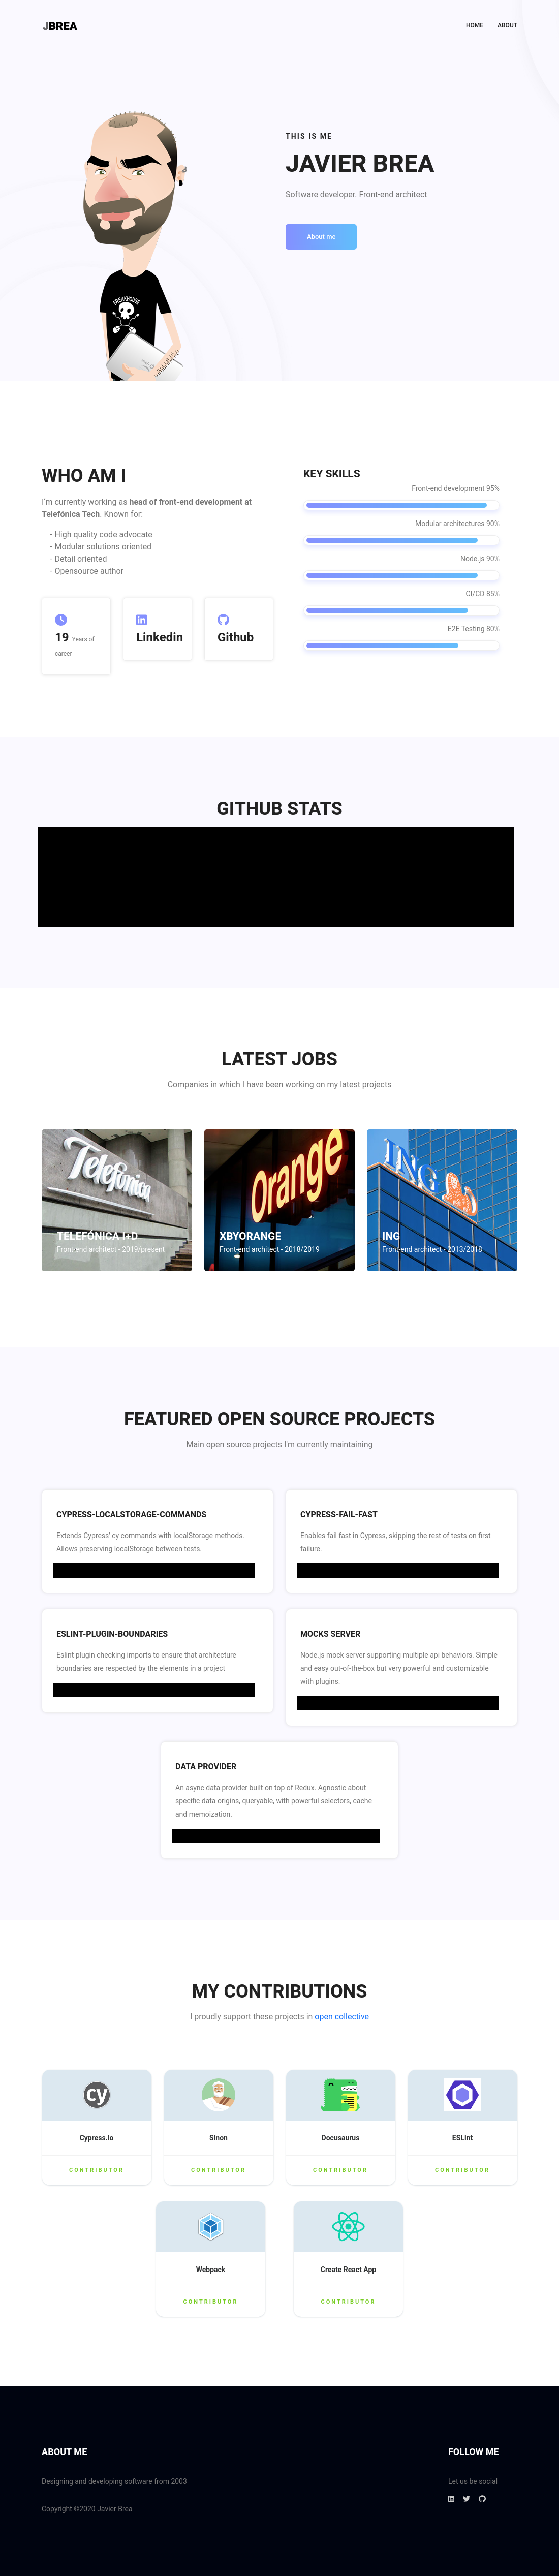 JBREA
HOME
ABOUT
THIS IS ME
JAVIER BREA
Software developer. Front-end architect
About me
FREAKHOUSE
WHO AM I
I'm currently working as head of front-end development at
Telefónica Tech. Known for:
- High quality code advocate
- Modular solutions oriented
- Detail oriented
- Opensource author
19 Years of
career
Linkedin
Github
KEY SKILLS
Front-end development 95%
Modular architectures 90%
Node.js 90%
CI/CD 85%
E2E Testing 80%
GITHUB STATS
LATEST JOBS
Companies in which I have been working on my latest projects
Telefónica
TELEFÓNICA I+D
Front end architect - 2019/present
Orange
XBYORANGE
Front-end architect - 2018/2019
ING
ING
Front-end architect - 2013/2018
FEATURED OPEN SOURCE PROJECTS
Main open source projects I'm currently maintaining
CYPRESS-LOCALSTORAGE-COMMANDS
Extends Cypress' cy commands with localStorage methods.
Allows preserving localStorage between tests.
CYPRESS-FAIL-FAST
Enables fail fast in Cypress, skipping the rest of tests on first
failure.
ESLINT-PLUGIN-BOUNDARIES
Eslint plugin checking imports to ensure that architecture
boundaries are respected by the elements in a project
MOCKS SERVER
Node.js mock server supporting multiple api behaviors. Simple
and easy out-of-the-box but very powerful and customizable
with plugins.
DATA PROVIDER
An async data provider built on top of Redux. Agnostic about
specific data origins, queryable, with powerful selectors, cache
and memoization.
MY CONTRIBUTIONS
I proudly support these projects in open collective
cy
Cypress.io
CONTRIBUTOR
Sinon
CONTRIBUTOR
Docusaurus
CONTRIBUTOR
ESLint
CONTRIBUTOR
Webpack
CONTRIBUTOR
Create React App
CONTRIBUTOR
ABOUT ME
Designing and developing software from 2003
Copyright ©2020 Javier Brea
FOLLOW ME
Let us be social